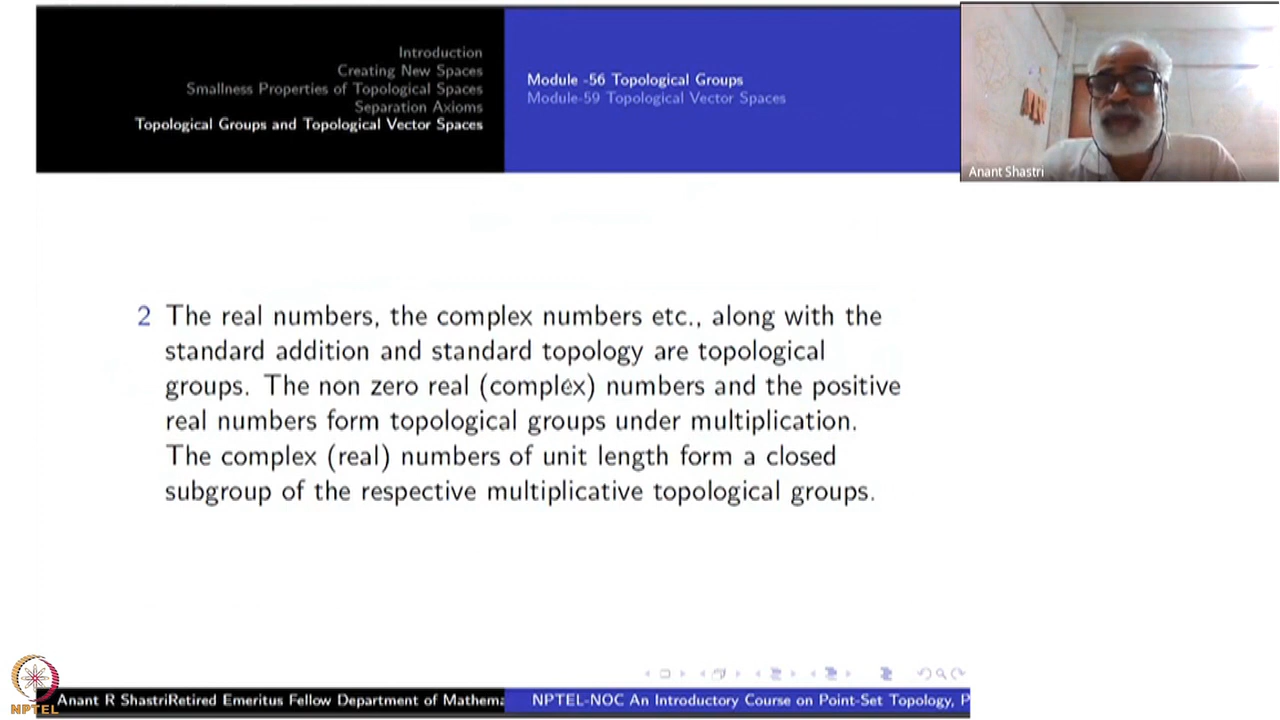 Introduction
Creating New Spaces
Smallness Properties of Topological Spaces
Separation Axioms
Topological Groups and Topological Vector Spaces
Module -56 Topological Groups
Module-59 Topological Vector Spaces
Anant Shastri
2 The real numbers, the complex numbers etc., along with the
standard addition and standard topology are topological
groups. The non zero real (complex) numbers and the positive
real numbers form topological groups under multiplication.
The complex (real) numbers of unit length form a closed
subgroup of the respective multiplicative topological groups.
NPTEL
Anant R ShastriRetired Emeritus Fellow Department of Mathema
NPTEL-NOC An Introductory Course on Point-Set Topology, P